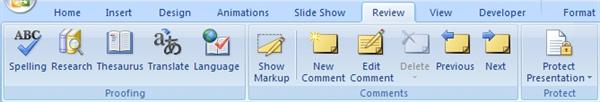 Home Insert Design Animations Slide Show Review View Developer Format
ABC
Spelling Research Thesaurus Translate Language
Proofing
Show Markup
New Comment
Edit Comment
Delete
Previous
Next
Comments
Protect Presentation
Protect